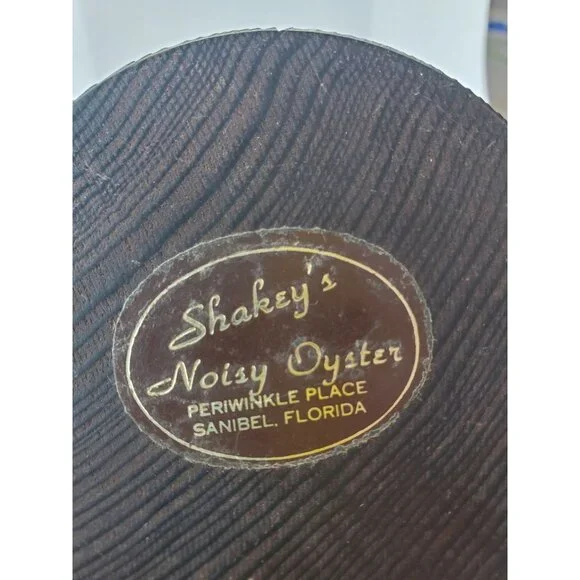 Shakey's
Noisy Oyster
PERIWINKLE PLACE
SANIBEL, FLORIDA